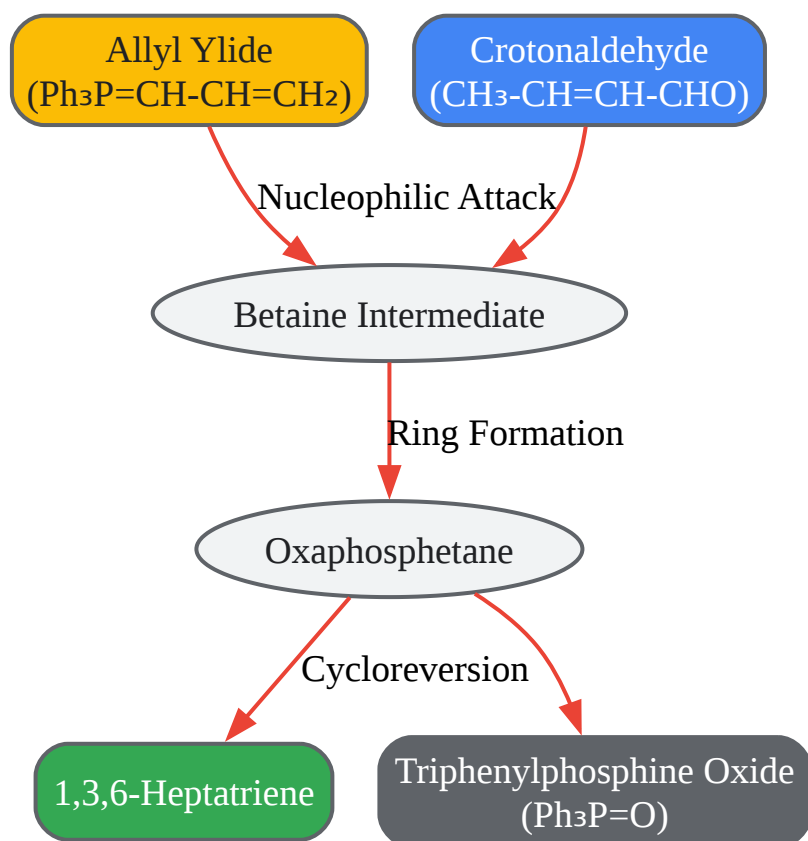 Allyl Ylide
(Ph₃P=CH-CH=CH₂)
Crotonaldehyde
(CH₃-CH=CH-CHO)
Nucleophilic Attack
Betaine Intermediate
Ring Formation
Oxaphosphetane
Cycloreversion
1,3,6-Heptatriene
Triphenylphosphine Oxide
(Ph₃P=O)